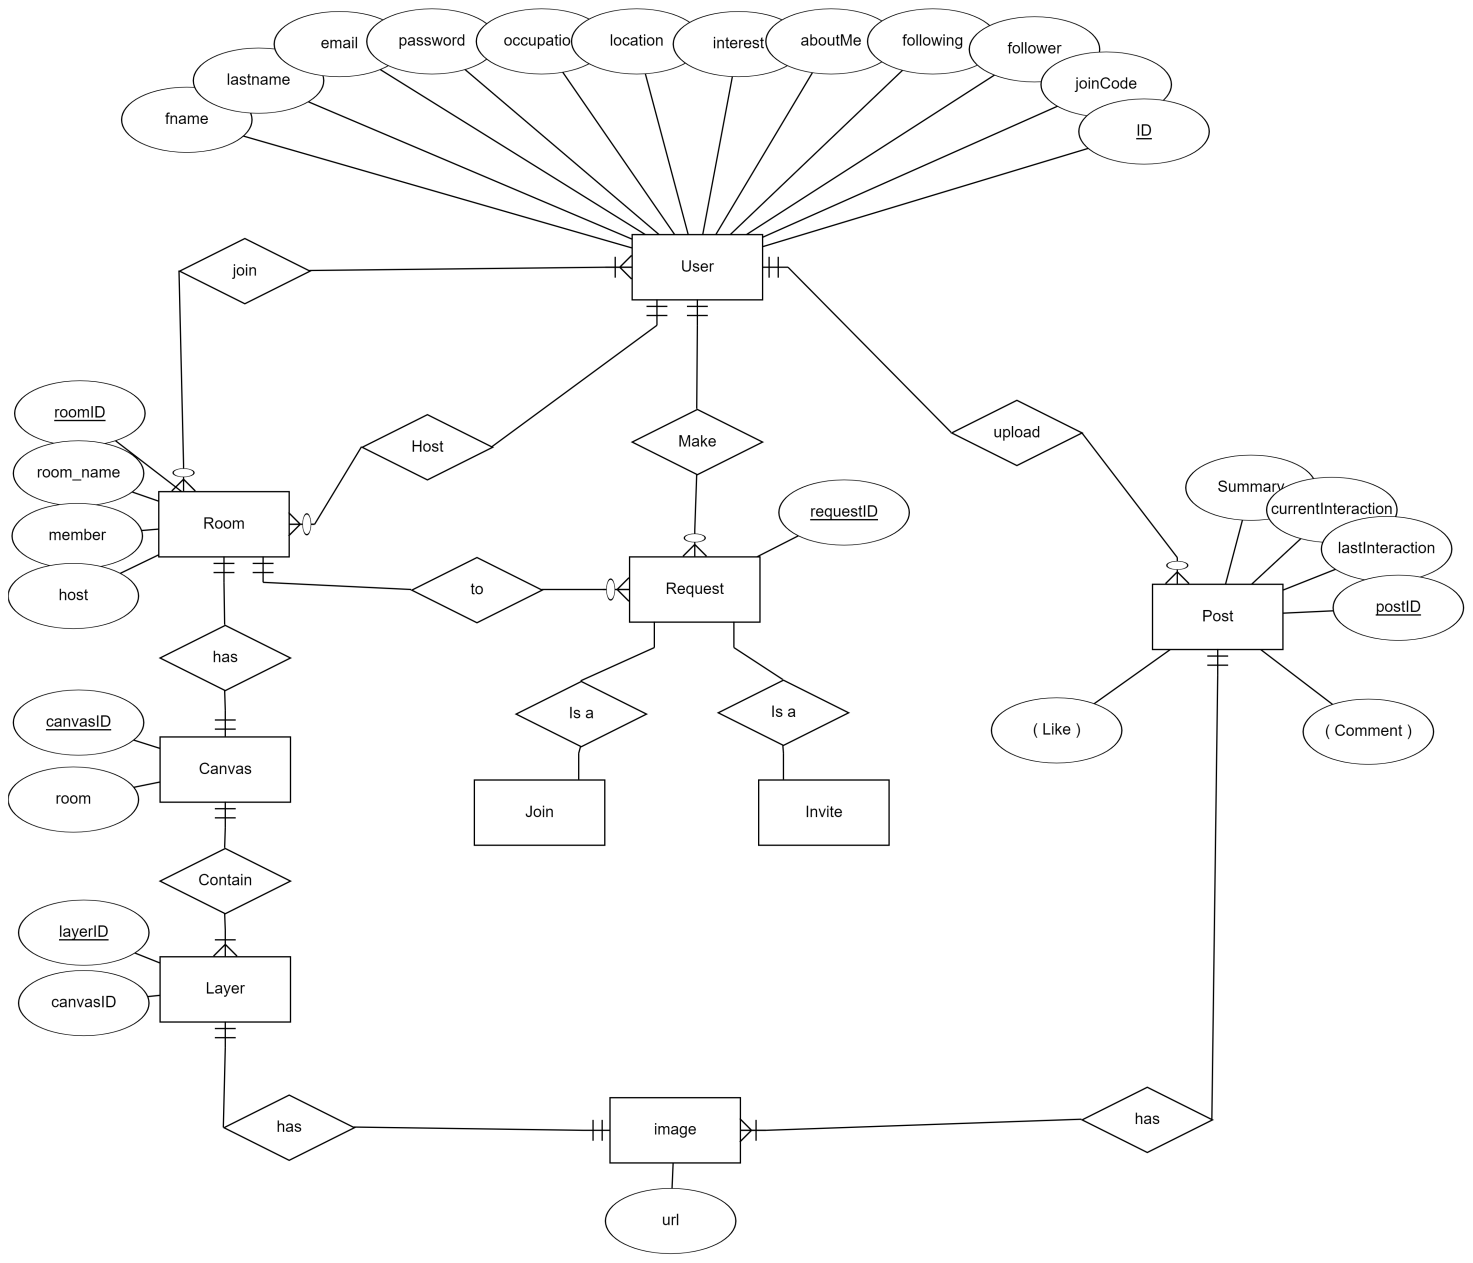 email
password
occupatio
location
interest
aboutMe
following
follower
lastname
joinCode
fname
ID
User
join
roomID
room_name
member
host
Room
Host
Make
upload
requestID
Summary
currentInteraction
lastInteraction
postID
to
Request
Post
has
Is a
Is a
( Like )
( Comment )
canvasID
room
Canvas
Join
Invite
Contain
layerID
canvasID
Layer
has
image
has
url